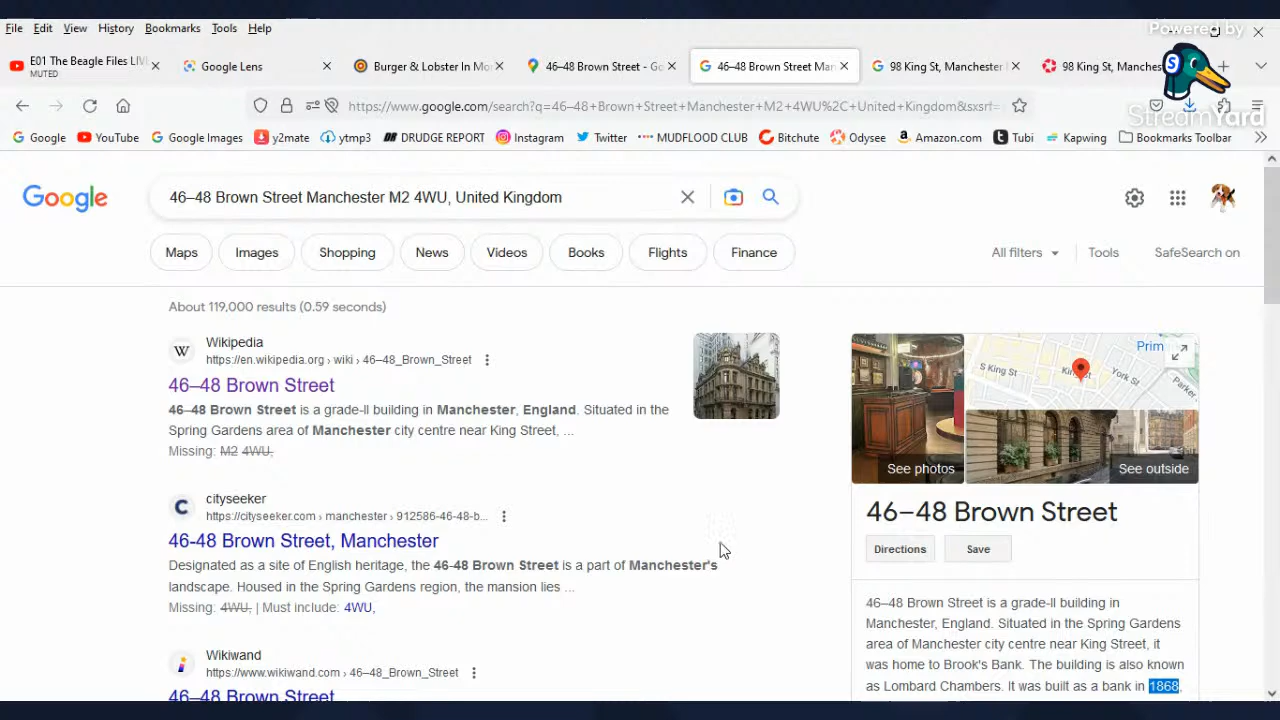 Powered by
StreamYard
File Edit View History Bookmarks Tools Help
E01 The Beagle Files LIVE
MUTED
Google Lens
Burger & Lobster in Mo
46–48 Brown Street - Go
46–48 Brown Street Man
98 King St, Manchester
98 King St, Manchest
https://www.google.com/search?q=46–48+Brown+Street+Manchester+M2+4WU%2C+United+Kingdom&sxsrf=
Google YouTube Google Images y2mate ytmp3 DRUDGE REPORT Instagram Twitter MUDFLOOD CLUB Bitchute Odysee Amazon.com Tubi Kapwing Bookmarks Toolbar
Google
46–48 Brown Street Manchester M2 4WU, United Kingdom
Maps Images Shopping News Videos Books Flights Finance All filters Tools SafeSearch on
About 119,000 results (0.59 seconds)
W
Wikipedia
https://en.wikipedia.org › wiki › 46–48_Brown_Street
46–48 Brown Street
46–48 Brown Street is a grade-II building in Manchester, England. Situated in the
Spring Gardens area of Manchester city centre near King Street, ...
Missing: M2 4WU,
C
cityseeker
https://cityseeker.com › manchester › 912586-46-48-b...
46-48 Brown Street, Manchester
Designated as a site of English heritage, the 46-48 Brown Street is a part of Manchester's
landscape. Housed in the Spring Gardens region, the mansion lies ...
Missing: 4WU, | Must include: 4WU,
Wikiwand
https://www.wikiwand.com › 46–48_Brown_Street
46–48 Brown Street
Prim
S King St
King
York St
Parker
See photos
See outside
46–48 Brown Street
Directions Save
46–48 Brown Street is a grade-II building in
Manchester, England. Situated in the Spring Gardens
area of Manchester city centre near King Street, it
was home to Brook's Bank. The building is also known
as Lombard Chambers. It was built as a bank in 1868,